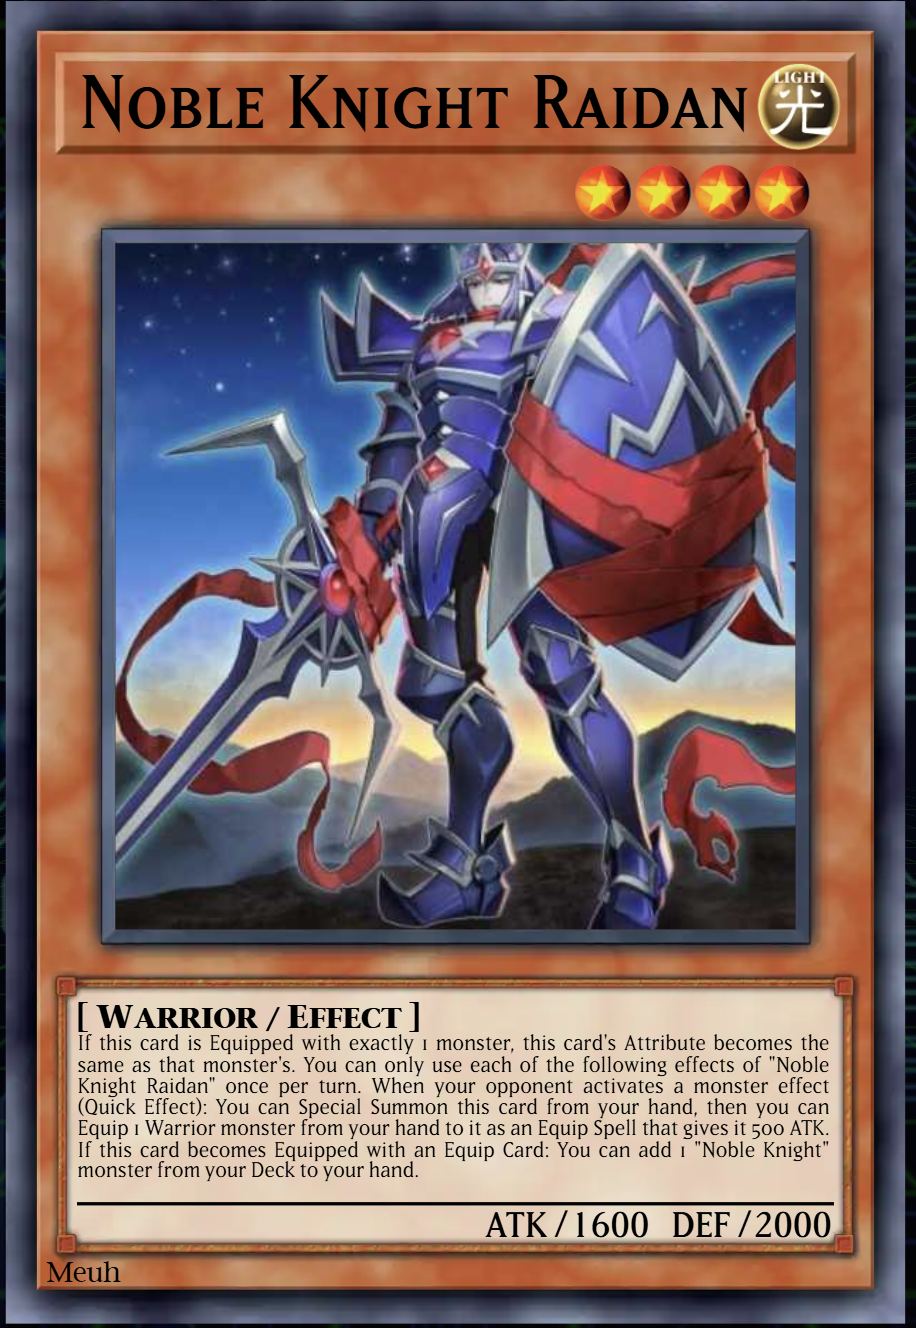 Noble Knight Raidan
LIGHT
光
[ Warrior / Effect ]
If this card is Equipped with exactly 1 monster, this card's Attribute becomes the
same as that monster's. You can only use each of the following effects of "Noble
Knight Raidan" once per turn. When your opponent activates a monster effect
(Quick Effect): You can Special Summon this card from your hand, then you can
Equip 1 Warrior monster from your hand to it as an Equip Spell that gives it 500 ATK.
If this card becomes Equipped with an Equip Card: You can add 1 "Noble Knight"
monster from your Deck to your hand.
ATK/1600 DEF/2000
Meuh